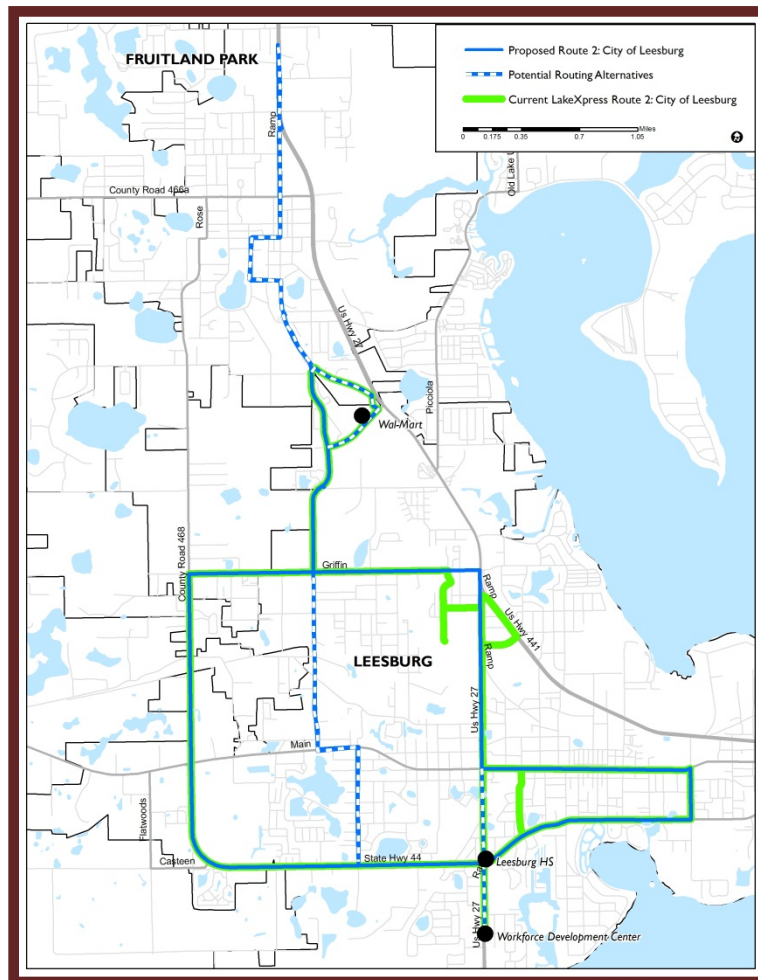 FRUITLAND PARK
Proposed Route 2: City of Leesburg
Potential Routing Alternatives
Current LakeXpress Route 2: City of Leesburg
Miles
0 0.175 0.35 0.7 1.05
Ramp
Old Lake
County Road 466a
Rose
Us Hwy 27
Picciola
Wal-Mart
County Road 468
Griffin
Ramp
Us Hwy 441
LEESBURG
Ramp
Us Hwy 27
Main
Flatwoods
Casteen
State Hwy 44
Leesburg HS
Us Hwy 27
Workforce Development Center